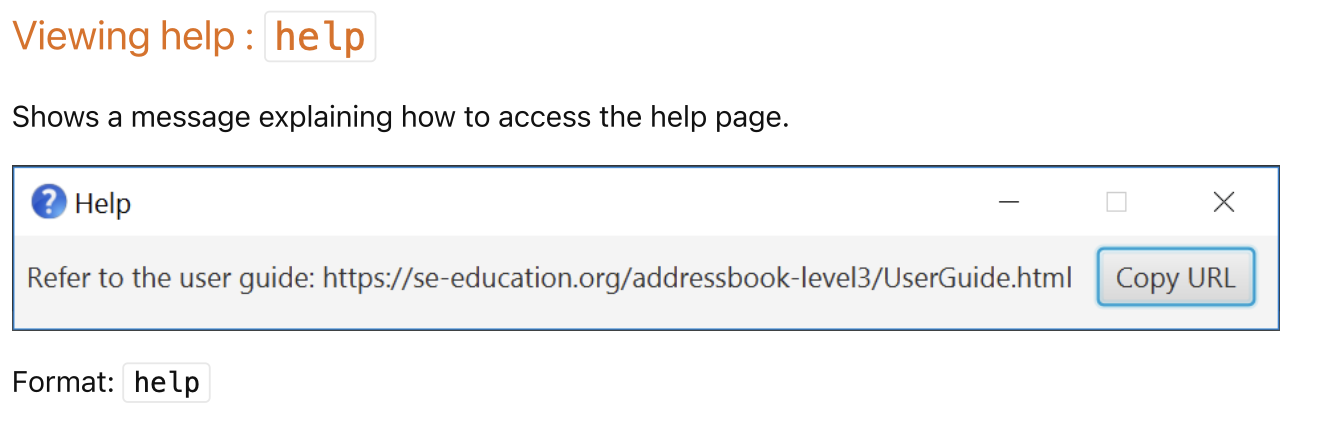 Viewing help : help
Shows a message explaining how to access the help page.
Help
Refer to the user guide: https://se-education.org/addressbook-level3/UserGuide.html Copy URL
Format: help